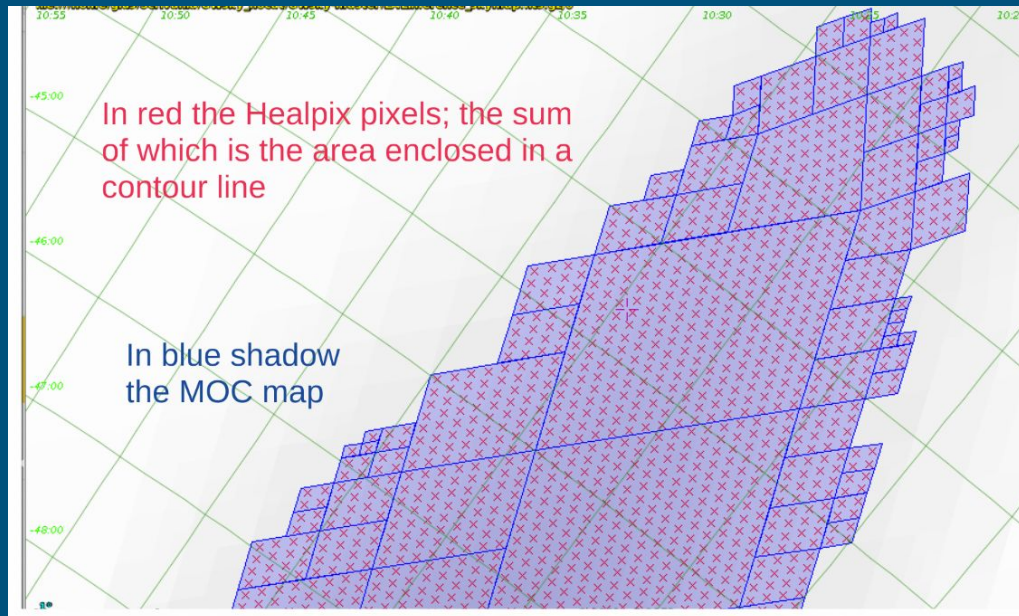 10:55
10:50
10:45
10:40
10:35
10:30
-45:00
In red the Healpix pixels; the sum
of which is the area enclosed in a
contour line
-46:00
In blue shadow
the MOC map
-47:00
-48:00